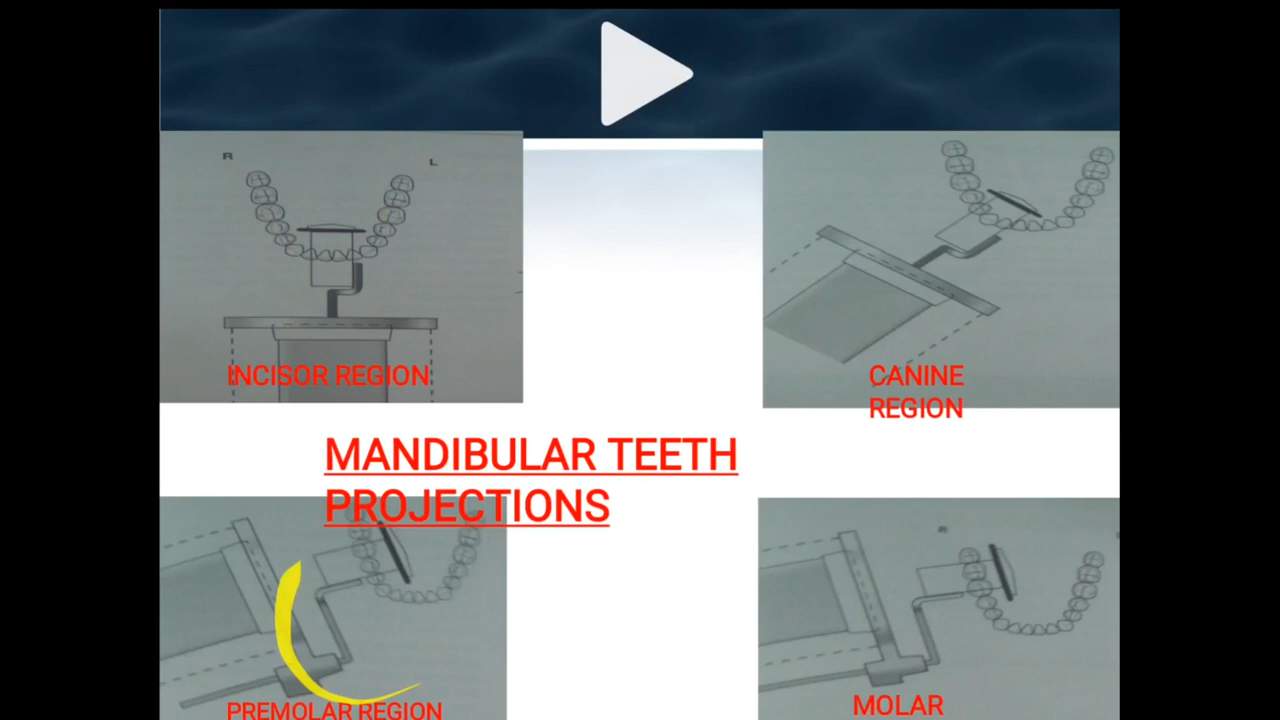 R
L
INCISOR REGION
CANINE
REGION
MANDIBULAR TEETH
PROJECTIONS
R
PREMOLAR REGION
MOLAR